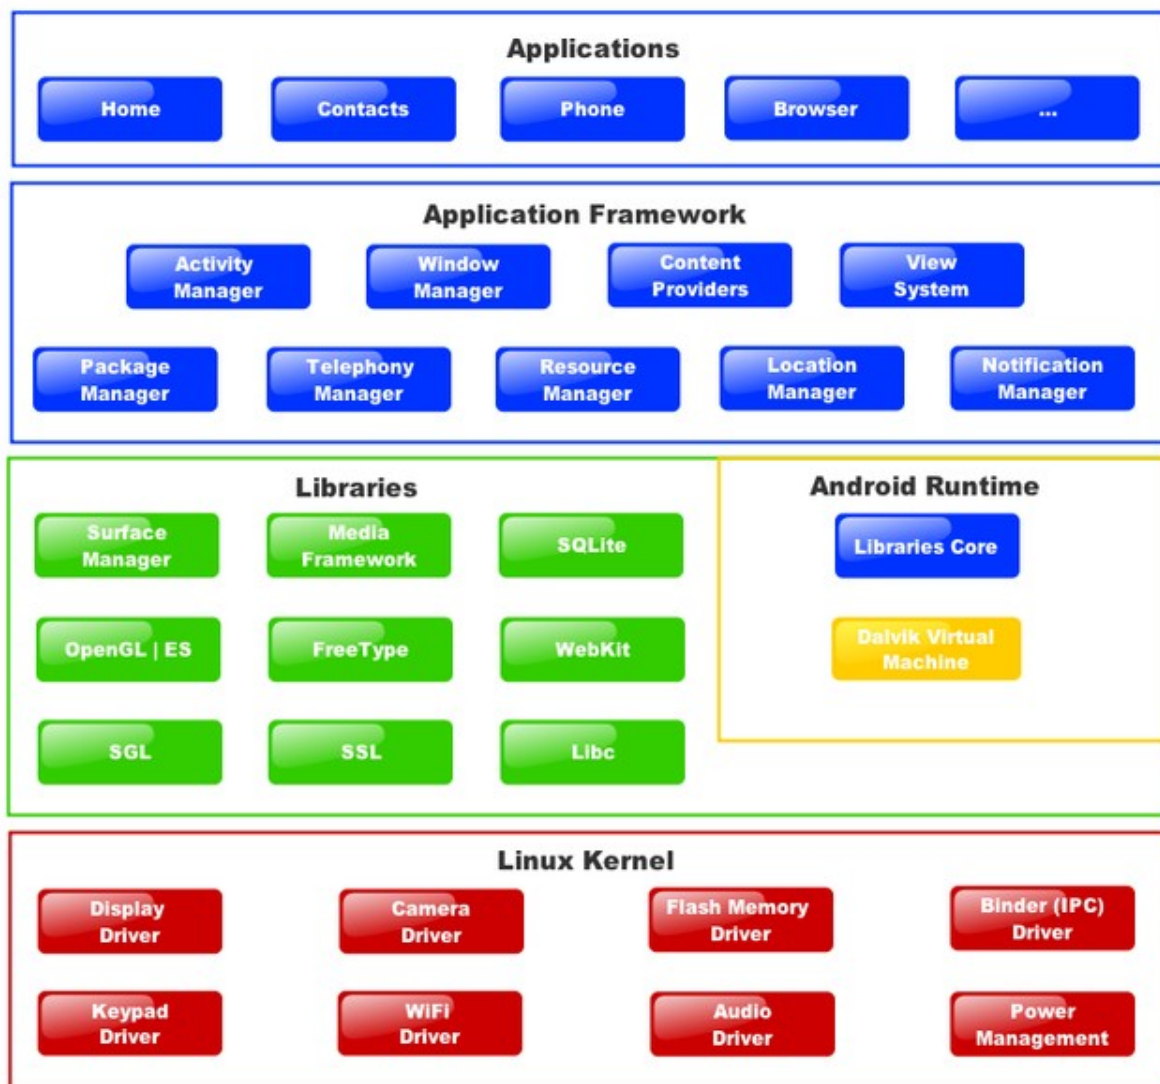 Applications
Home
Contacts
Phone
Browser
...
Application Framework
Activity
Manager
Window
Manager
Content
Providers
View
System
Package
Manager
Telephony
Manager
Resource
Manager
Location
Manager
Notification
Manager
Libraries
Surface
Manager
Media
Framework
SQLite
OpenGL | ES
FreeType
WebKit
SGL
SSL
Libc
Android Runtime
Libraries Core
Dalvik Virtual
Machine
Linux Kernel
Display
Driver
Camera
Driver
Flash Memory
Driver
Binder (IPC)
Driver
Keypad
Driver
WiFi
Driver
Audio
Driver
Power
Management